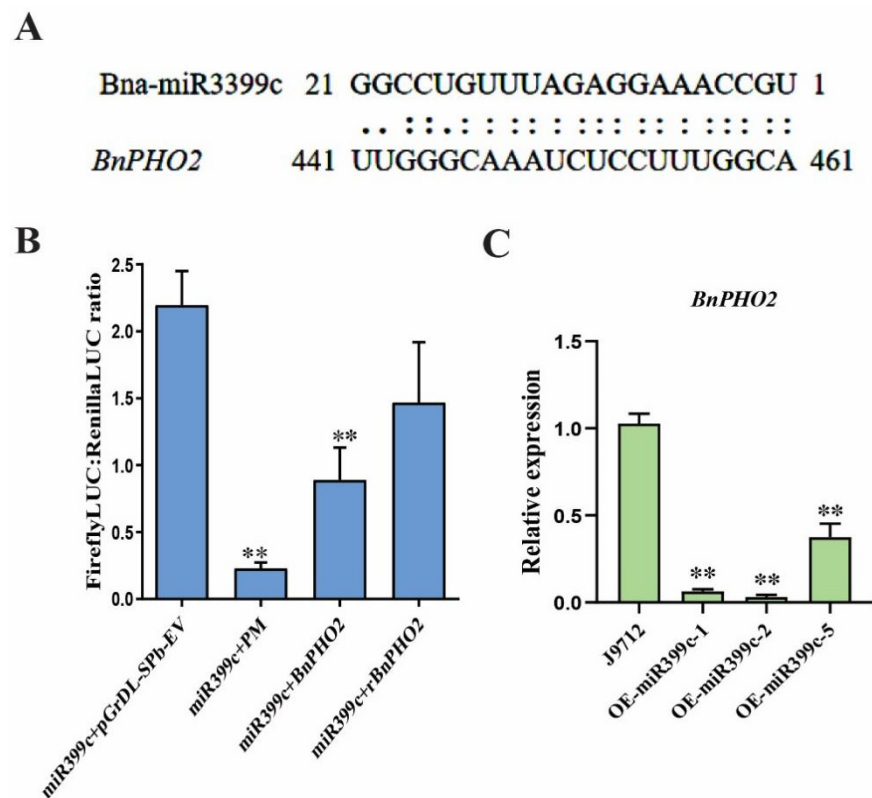 A
Bna-miR3399c 21 GGCCUGUUUAGAGGAAACCGU 1
. . : : . : : : : : : : : : : : : : : : :
BnPHO2 441 UUGGGCAAAUCUCCUUUGGCA 461
B
FireflyLUC:RenillaLUC ratio
2.5
2.0
1.5
1.0
0.5
0.0
**
**
miR399c+pGrDL-SPb-EV
miR399c+PM
miR399c+BnPHO2
miR399c+rBnPHO2
C
BnPHO2
Relative expression
1.5
1.0
0.5
0.0
**
**
**
J9712
OE-miR399c-1
OE-miR399c-2
OE-miR399c-5